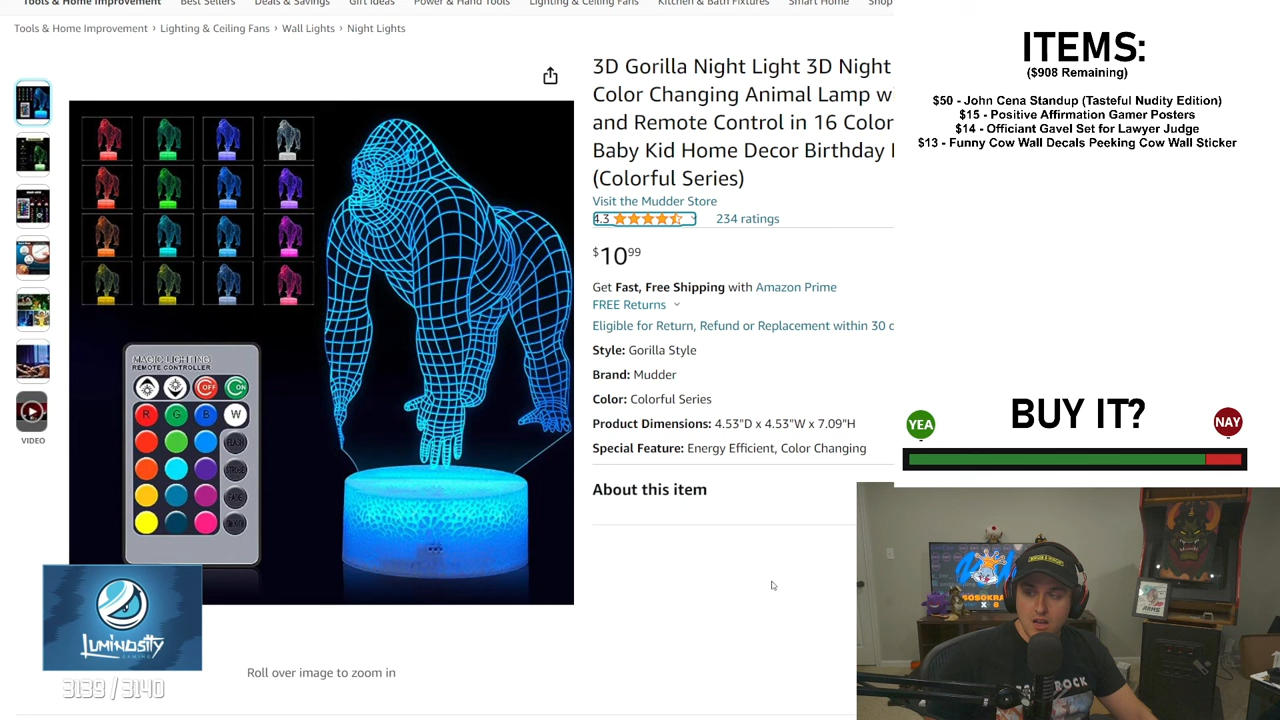 Tools & Home Improvement Best Sellers Deals & Savings Gift Ideas Power & Hand Tools Lighting & Ceiling Fans Kitchen & Bath Fixtures Smart Home Shop
Tools & Home Improvement › Lighting & Ceiling Fans › Wall Lights › Night Lights
3D Gorilla Night Light 3D Night
Color Changing Animal Lamp wi
and Remote Control in 16 Color
Baby Kid Home Decor Birthday
(Colorful Series)
Visit the Mudder Store
4.3 234 ratings
$10.99
Get Fast, Free Shipping with Amazon Prime
FREE Returns
Eligible for Return, Refund or Replacement within 30 d
Style: Gorilla Style
Brand: Mudder
Color: Colorful Series
Product Dimensions: 4.53"D x 4.53"W x 7.09"H
Special Feature: Energy Efficient, Color Changing
About this item
MAGIC LIGHTING
REMOTE CONTROLLER
OFF ON
R G B W
FLASH
STROBE
FADE
VIDEO
Roll over image to zoom in
LUMINOSITY
GAMING
3139 / 3140
ITEMS:
($908 Remaining)
$50 - John Cena Standup (Tasteful Nudity Edition)
$15 - Positive Affirmation Gamer Posters
$14 - Officiant Gavel Set for Lawyer Judge
$13 - Funny Cow Wall Decals Peeking Cow Wall Sticker
YEA
BUY IT?
NAY
ROCK